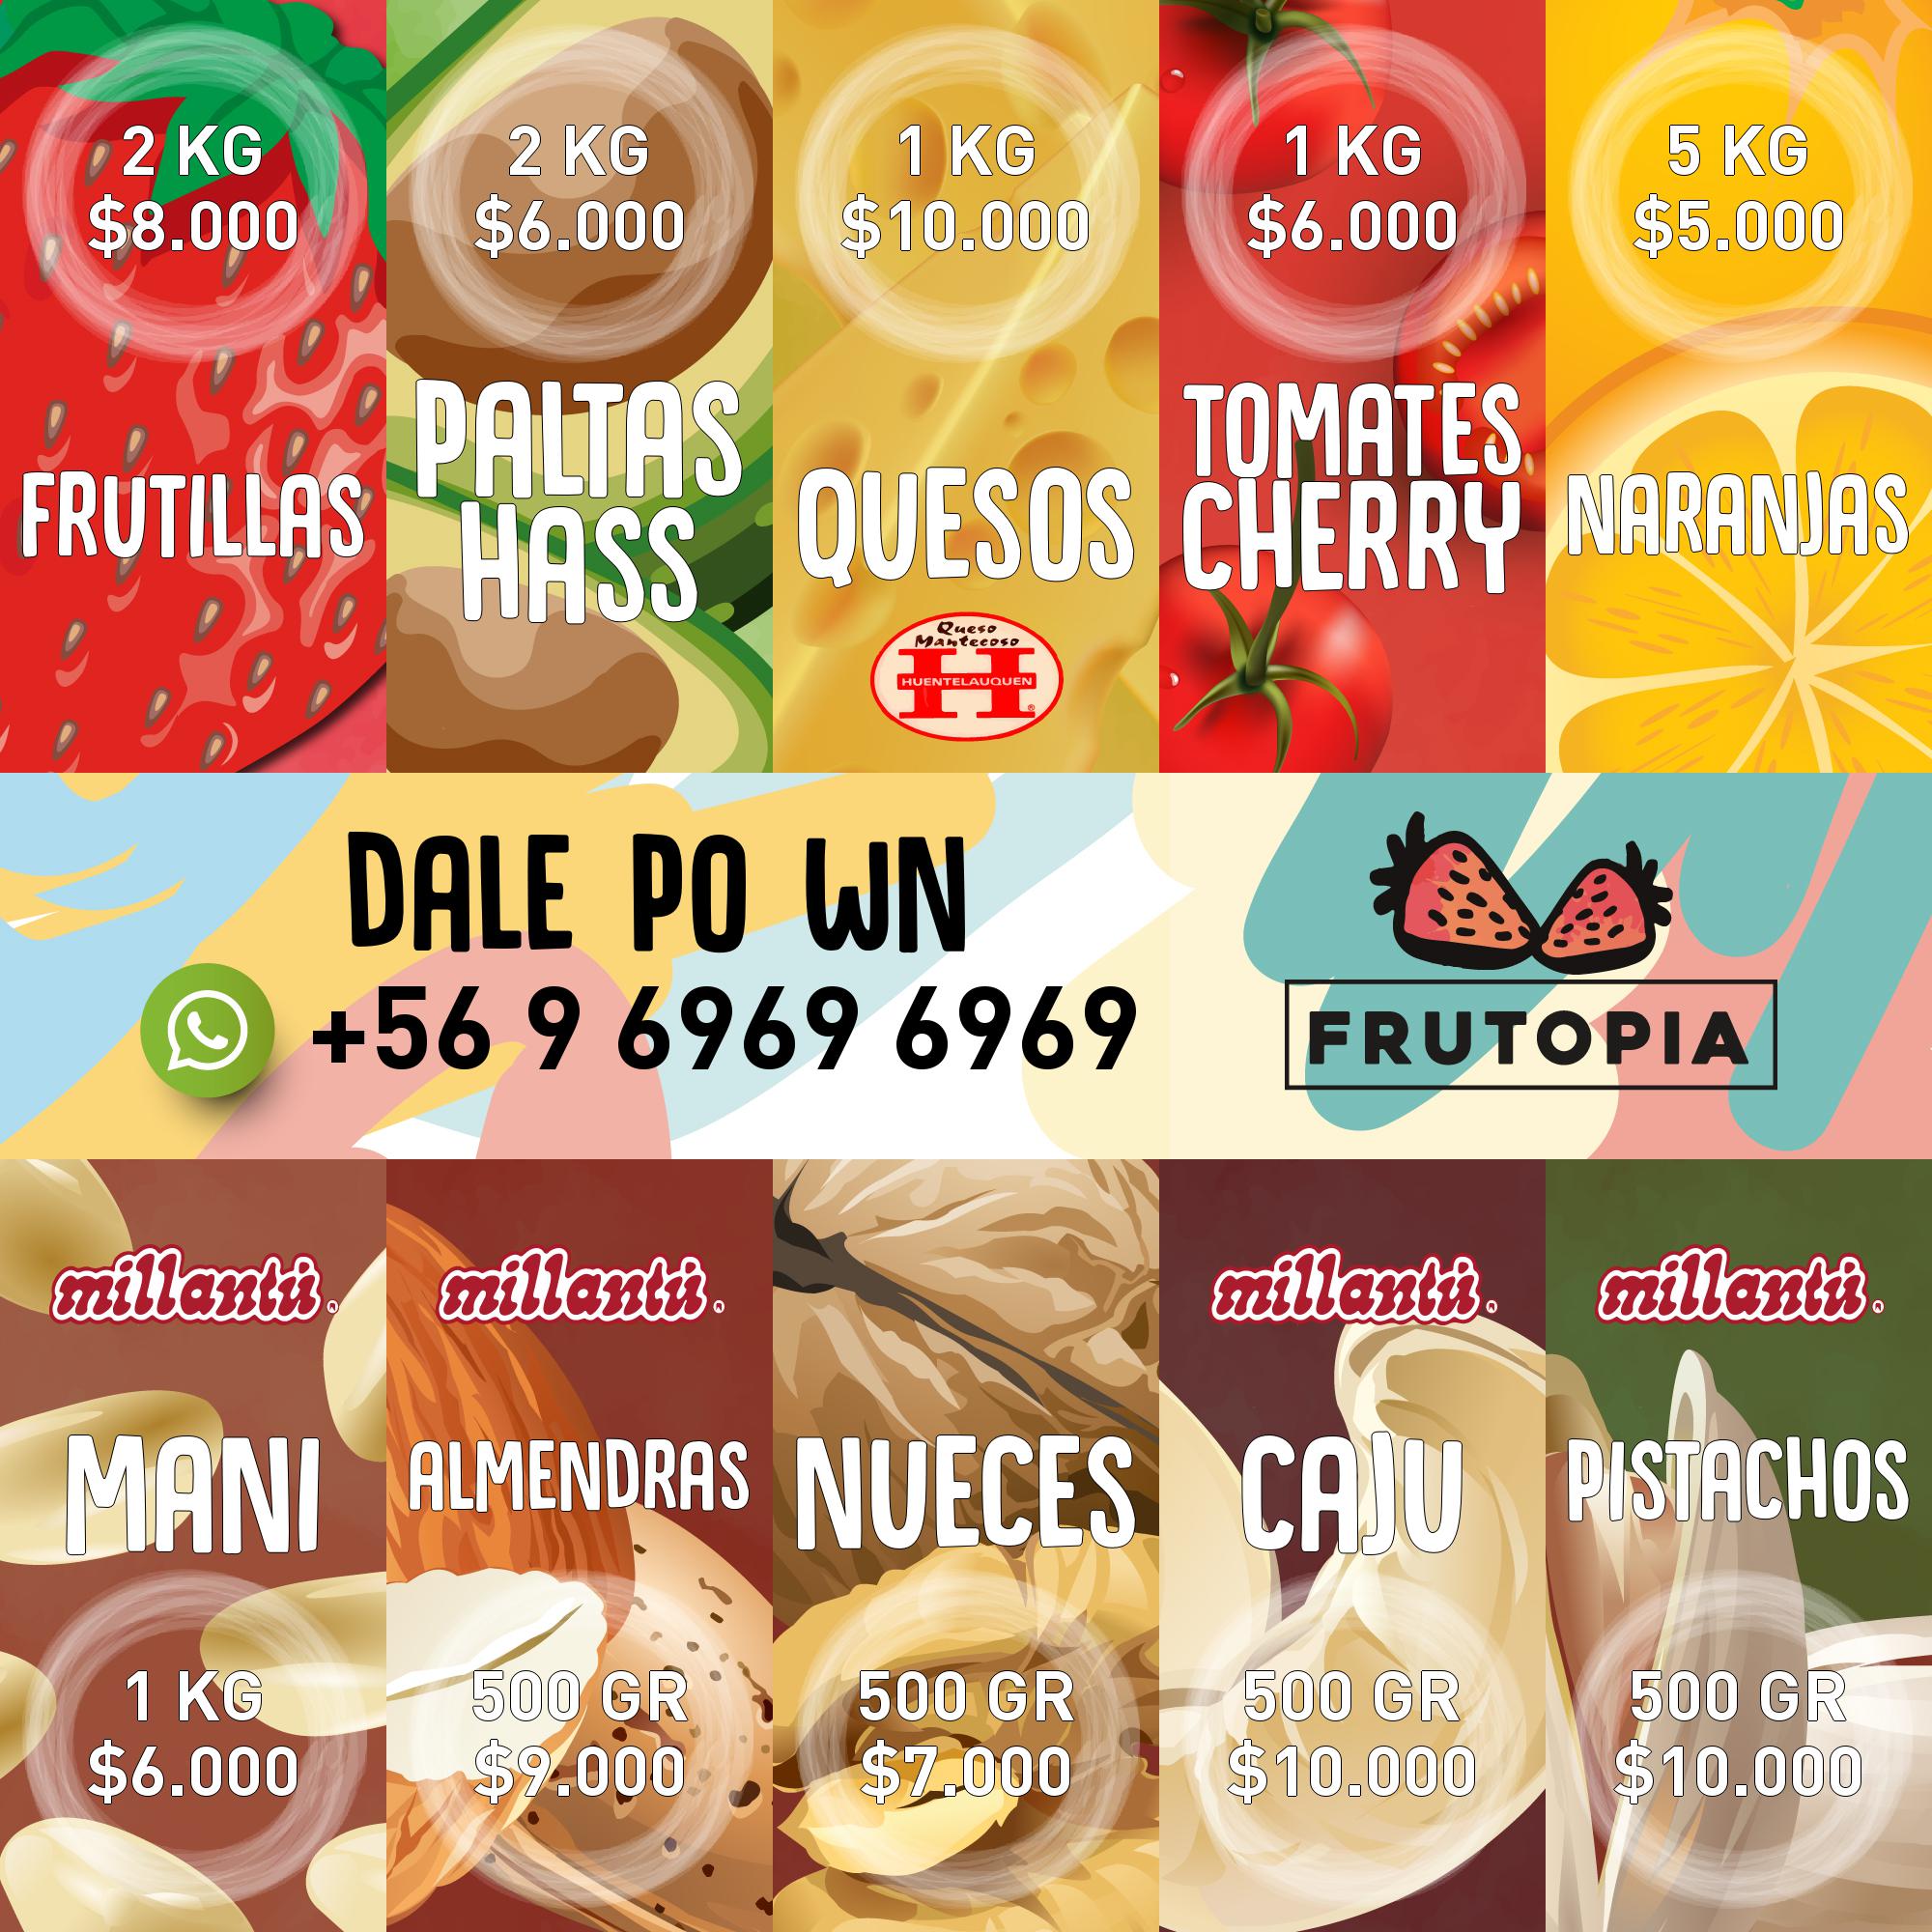 2 KG
$8.000
FRUTILLAS
2 KG
$6.000
PALTAS
HASS
1 KG
$10.000
QUESOS
Queso
Mantecoso
H
HUENTELAUQUEN
®
1 KG
$6.000
TOMATES
CHERRY
5 KG
$5.000
NARANJAS
DALE PO WN
+56 9 6969 6969
FRUTOPIA
millantú®
MANI
1 KG
$6.000
millantú®
ALMENDRAS
500 GR
$9.000
NUECES
500 GR
$7.000
millantú®
CAJU
500 GR
$10.000
millantú®
PISTACHOS
500 GR
$10.000